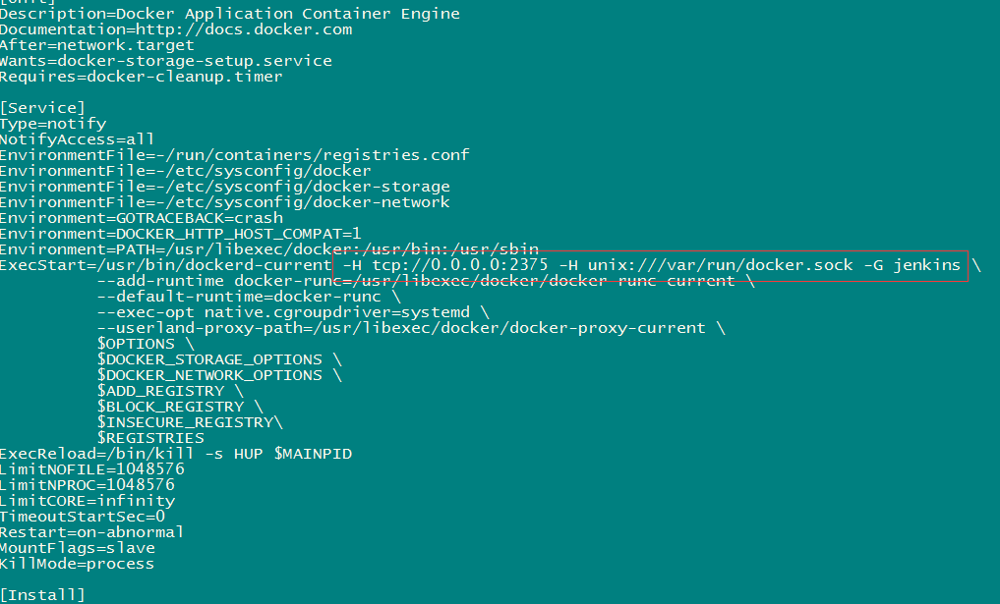 [Unit]
Description=Docker Application Container Engine
Documentation=http://docs.docker.com
After=network.target
Wants=docker-storage-setup.service
Requires=docker-cleanup.timer

[Service]
Type=notify
NotifyAccess=all
EnvironmentFile=-/run/containers/registries.conf
EnvironmentFile=-/etc/sysconfig/docker
EnvironmentFile=-/etc/sysconfig/docker-storage
EnvironmentFile=-/etc/sysconfig/docker-network
Environment=GOTRACEBACK=crash
Environment=DOCKER_HTTP_HOST_COMPAT=1
Environment=PATH=/usr/libexec/docker:/usr/bin:/usr/sbin
ExecStart=/usr/bin/dockerd-current -H tcp://0.0.0.0:2375 -H unix:///var/run/docker.sock -G jenkins \
          --add-runtime docker-runc=/usr/libexec/docker/docker-runc-current \
          --default-runtime=docker-runc \
          --exec-opt native.cgroupdriver=systemd \
          --userland-proxy-path=/usr/libexec/docker/docker-proxy-current \
          $OPTIONS \
          $DOCKER_STORAGE_OPTIONS \
          $DOCKER_NETWORK_OPTIONS \
          $ADD_REGISTRY \
          $BLOCK_REGISTRY \
          $INSECURE_REGISTRY\
          $REGISTRIES
ExecReload=/bin/kill -s HUP $MAINPID
LimitNOFILE=1048576
LimitNPROC=1048576
LimitCORE=infinity
TimeoutStartSec=0
Restart=on-abnormal
MountFlags=slave
KillMode=process

[Install]